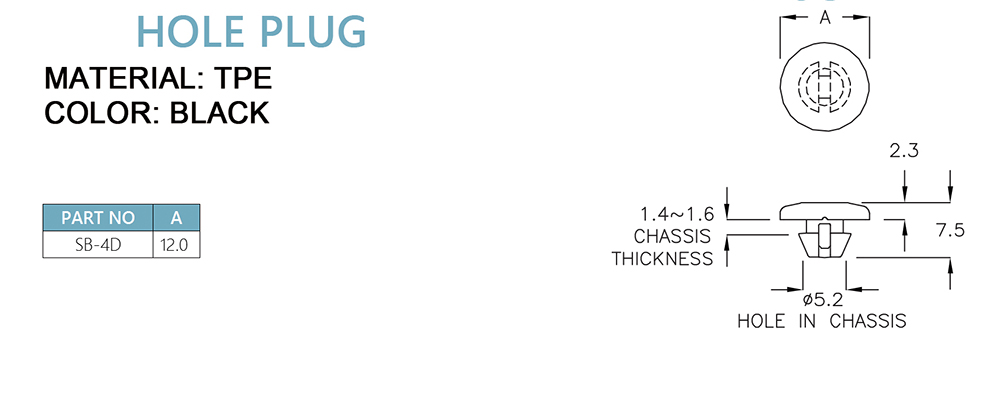 HOLE PLUG
MATERIAL: TPE
COLOR: BLACK
PART NO A
SB-4D 12.0
A
2.3
1.4~1.6
CHASSIS
THICKNESS
7.5
ø5.2
HOLE IN CHASSIS